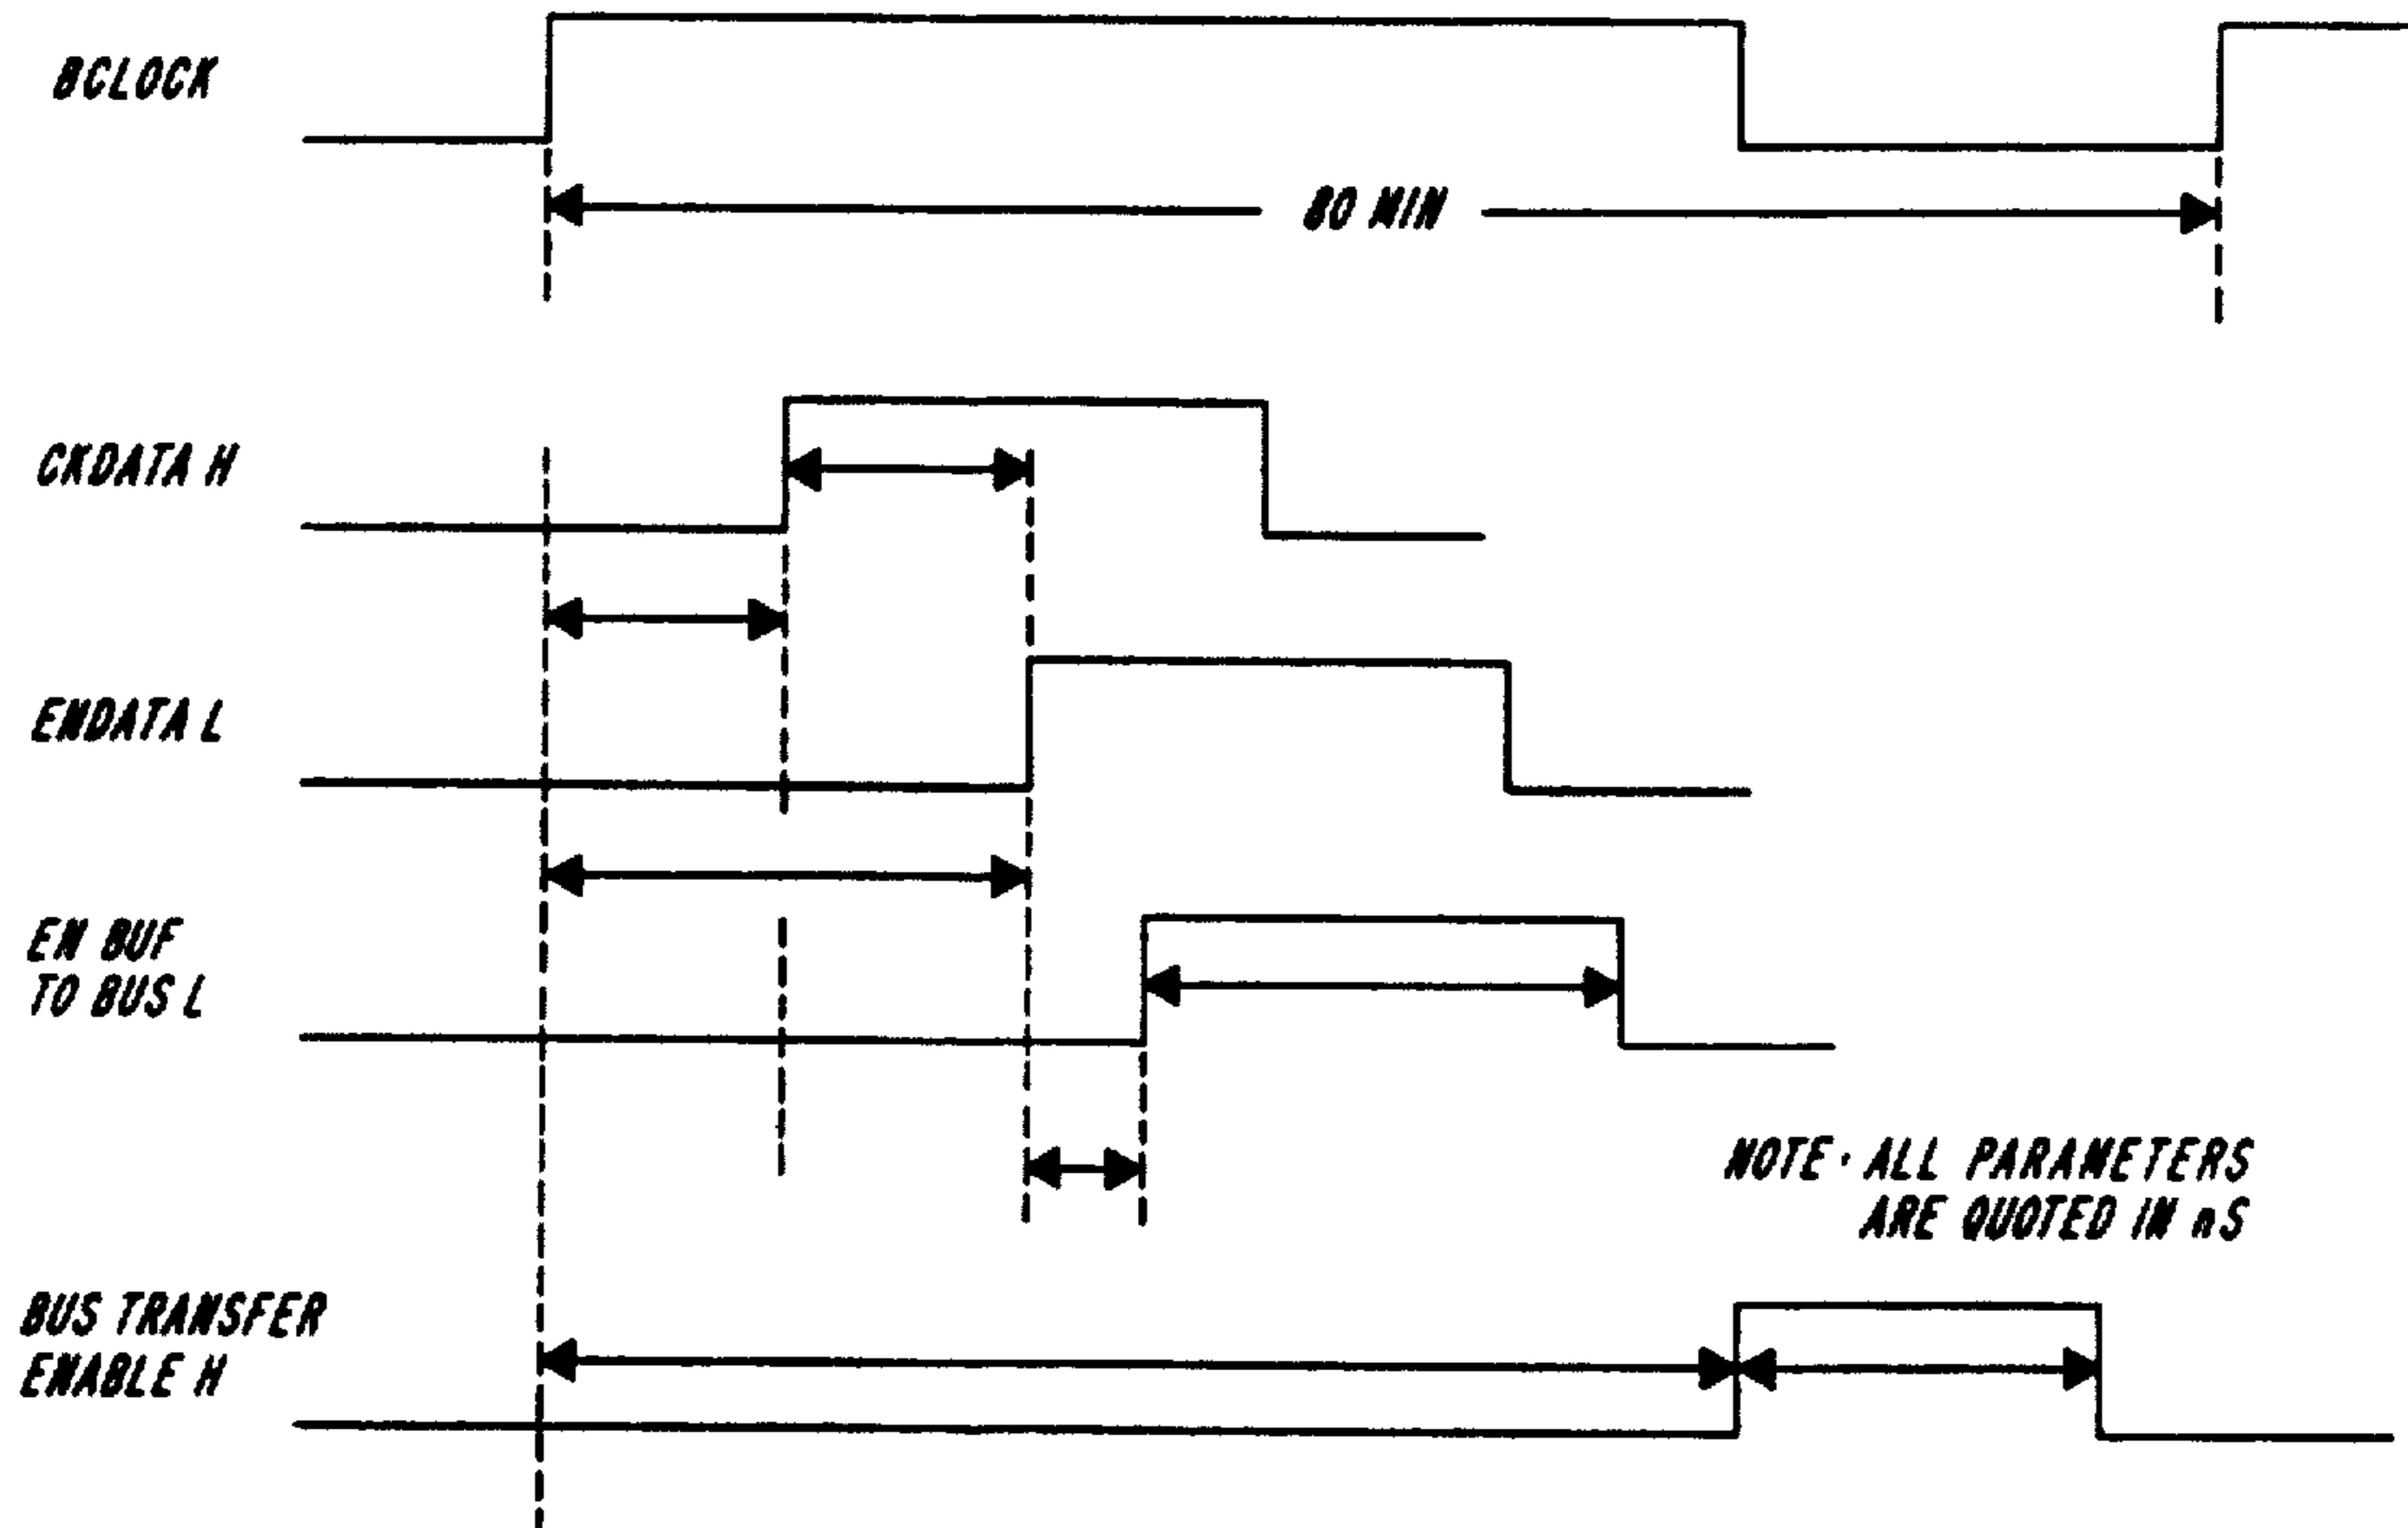 BCLOCK
80 MIN
CKDATA H
ENDATA L
EN BUF
TO BUS L
NOTE· ALL PARAMETERS
ARE QUOTED IN nS
BUS TRANSFER
ENABLE H